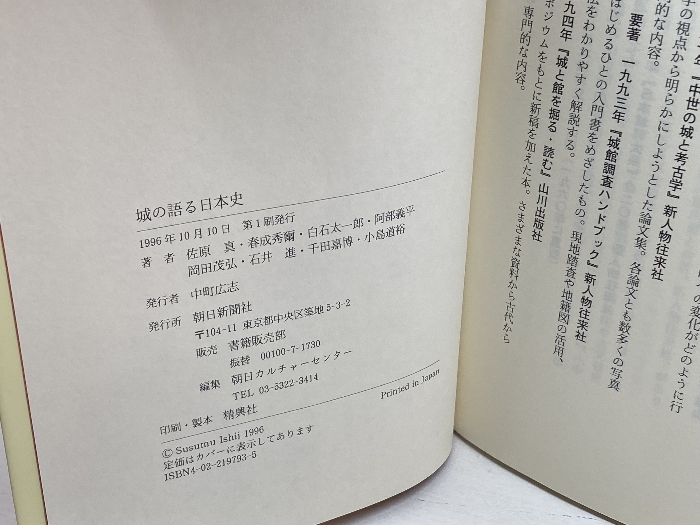 城の語る日本史
1996年10月10日　第1刷発行
著　者　佐原　真・春成秀爾・白石太一郎・阿部義平
岡田茂弘・石井　進・千田嘉博・小島道裕
発行者　中町広志
発行所　朝日新聞社
〒104-11 東京都中央区築地5-3-2
販売　書籍販売部
振替　00100-7-1730
編集　朝日カルチャーセンター
TEL 03-5322-3414
印刷・製本　精興社
Printed in Japan
© Susumu Ishii 1996
定価はカバーに表示してあります
ISBN4-02-219793-5
の変化がどのように行
学の視点から明らかにしようとした論文集。各論文とも数多くの写真
年『中世の城と考古学』新人物往来社
的な内容。
要著　一九九三年『城館調査ハンドブック』新人物往来社
はじめるひとの入門書をめざしたもの。現地踏査や地籍図の活用、
法をわかりやすく解説する。
九四年『城と館を掘る・読む』山川出版社
ポジウムをもとに新稿を加えた本。さまざまな資料から古代から
専門的な内容。